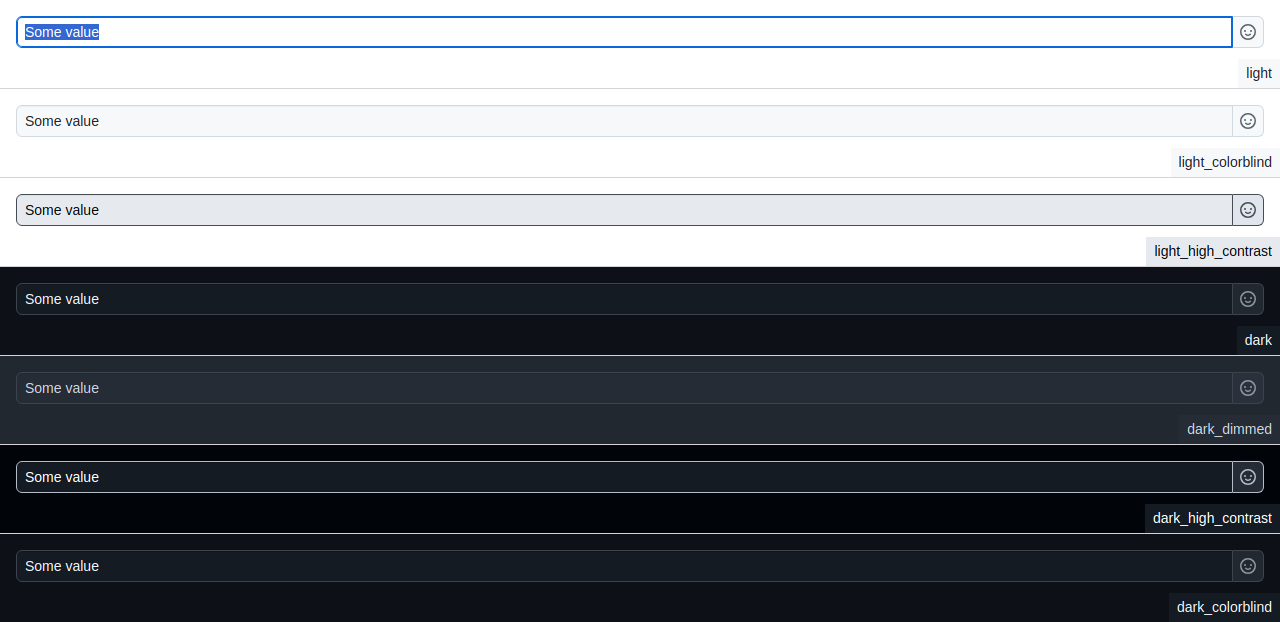 Some value
light
Some value
light_colorblind
Some value
light_high_contrast
Some value
dark
Some value
dark_dimmed
Some value
dark_high_contrast
Some value
dark_colorblind